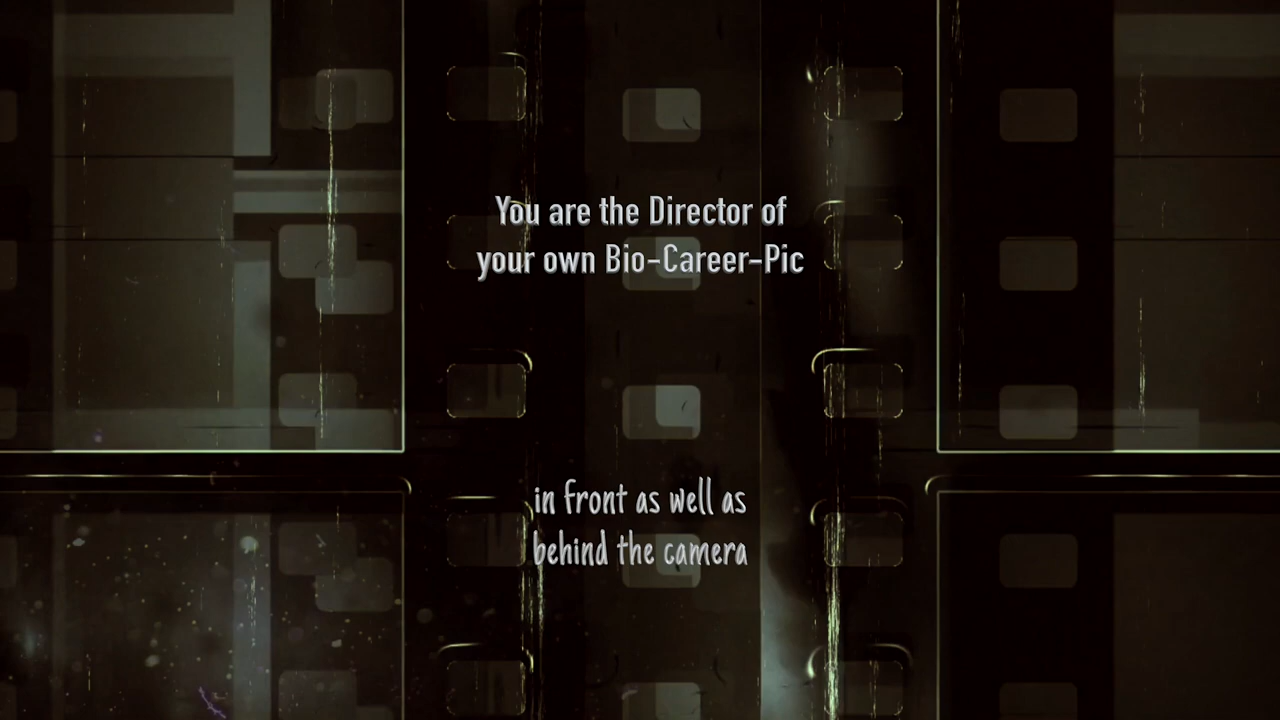 You are the Director of
your own Bio-Career-Pic
in front as well as
behind the camera